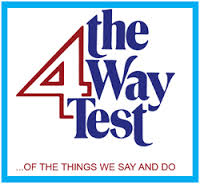 the
4 Way
Test
...OF THE THINGS WE SAY AND DO